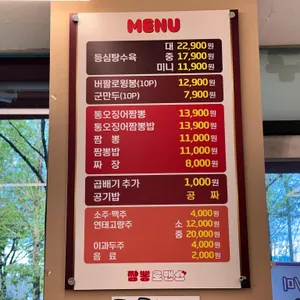 MENU
대 22,900원
등심탕수육 중 17,900원
미니 11,900원
버팔로윙봉(10P) 12,900원
군만두(10P) 7,900원
통오징어짬뽕 13,900원
통오징어짬뽕밥 13,900원
짬 뽕 11,000원
짬뽕밥 11,000원
짜 장 8,000원
곱배기 추가 1,000원
공기밥 공 짜
소주·맥주 4,000원
연태고량주 소 12,000원
중 20,000원
이과두주 4,000원
음 료 2,000원
짬뽕